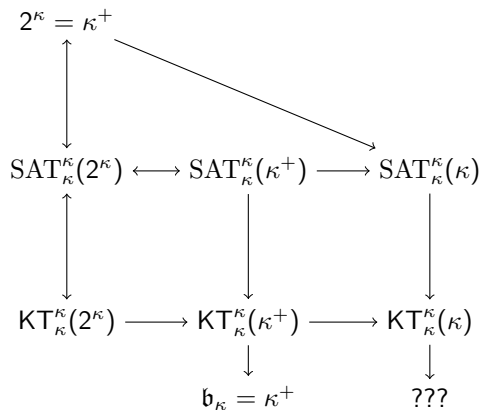 2^κ = κ⁺
SAT^κ_κ(2^κ) SAT^κ_κ(κ⁺) SAT^κ_κ(κ)
KT^κ_κ(2^κ) KT^κ_κ(κ⁺) KT^κ_κ(κ)
𝔟_κ = κ⁺ ???